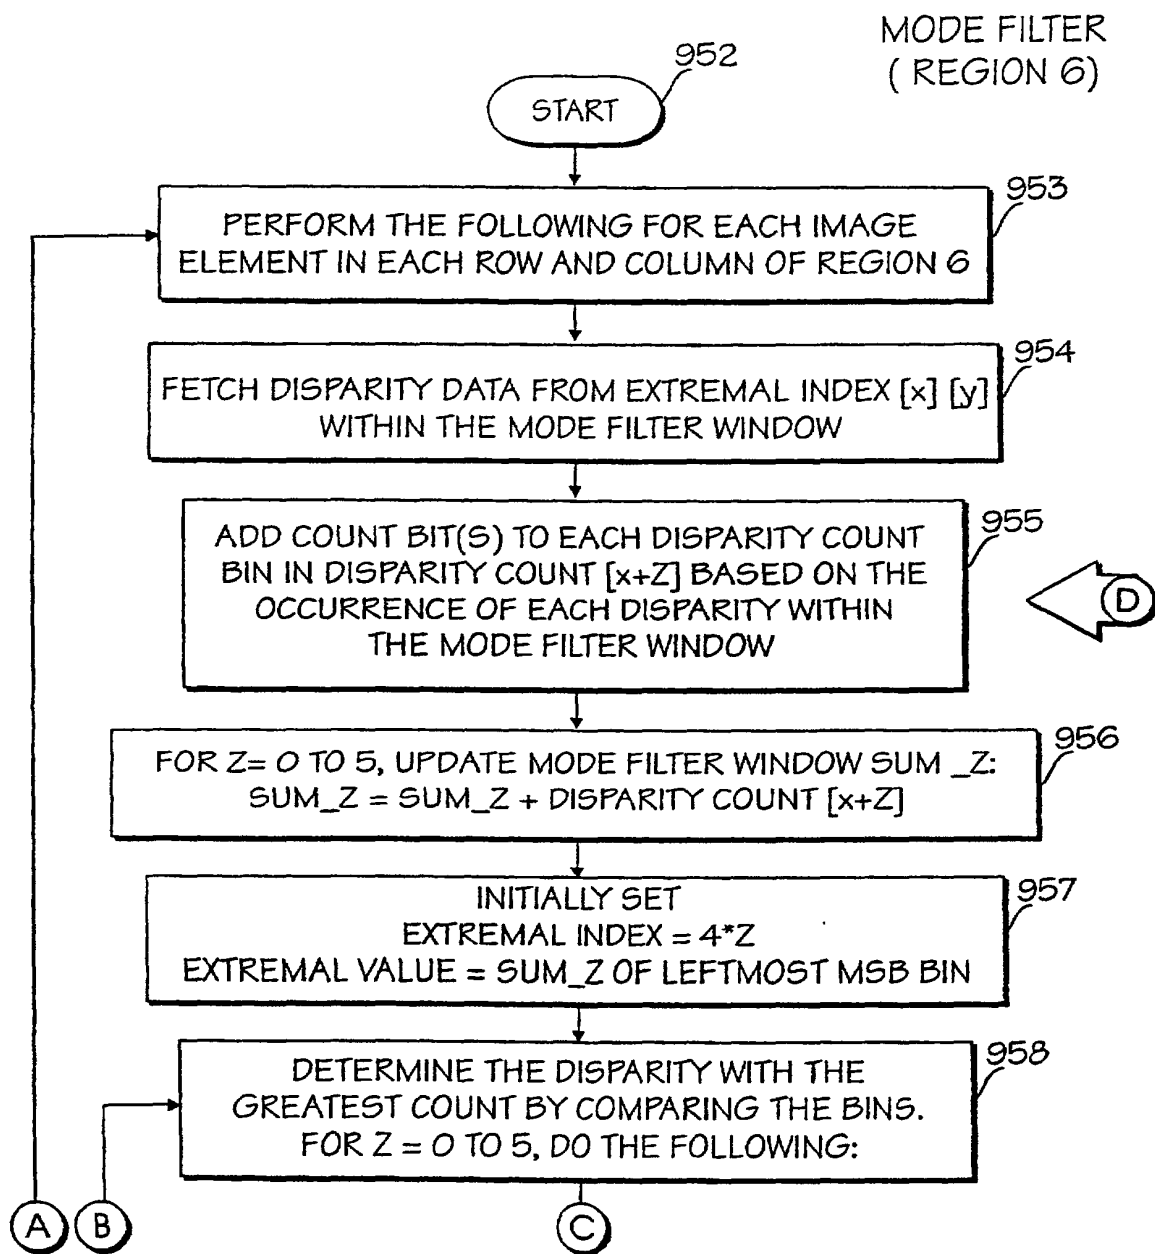 MODE FILTER
( REGION 6)
952
START
953
PERFORM THE FOLLOWING FOR EACH IMAGE
ELEMENT IN EACH ROW AND COLUMN OF REGION 6
954
FETCH DISPARITY DATA FROM EXTREMAL INDEX [x] [y]
WITHIN THE MODE FILTER WINDOW
955
ADD COUNT BIT(S) TO EACH DISPARITY COUNT
BIN IN DISPARITY COUNT [x+Z] BASED ON THE
OCCURRENCE OF EACH DISPARITY WITHIN
THE MODE FILTER WINDOW
D
956
FOR Z= 0 TO 5, UPDATE MODE FILTER WINDOW SUM _Z:
SUM_Z = SUM_Z + DISPARITY COUNT [x+Z]
957
INITIALLY SET
EXTREMAL INDEX = 4*Z
EXTREMAL VALUE = SUM_Z OF LEFTMOST MSB BIN
958
DETERMINE THE DISPARITY WITH THE
GREATEST COUNT BY COMPARING THE BINS.
FOR Z = 0 TO 5, DO THE FOLLOWING:
A B C